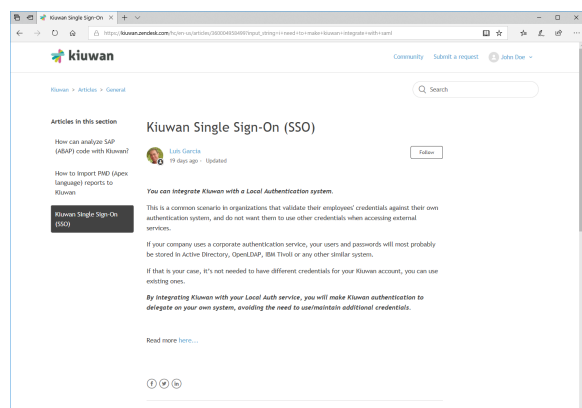 Kiuwan Single Sign-On (SSO)
https://kiuwan.zendesk.com/hc/en-us/articles/360004958499?input_string=i+need+to+make+kiuwan+integrate+with+saml
kiuwan
Community Submit a request John Doe
Kiuwan > Articles > General
Search
Articles in this section
How can analyze SAP
(ABAP) code with Kiuwan?
How to import PMD (Apex
language) reports to
Kiuwan
Kiuwan Single Sign-On
(SSO)
Kiuwan Single Sign-On (SSO)
Luis García
19 days ago · Updated
Follow
You can integrate Kiuwan with a Local Authentication system.
This is a common scenario in organizations that validate their employees' credentials against their own
authentication system, and do not want them to use other credentials when accessing external
services.
If your company uses a corporate authentication service, your users and passwords will most probably
be stored in Active Directory, OpenLDAP, IBM Tivoli or any other similar system.
If that is your case, it's not needed to have different credentials for your Kiuwan account, you can use
existing ones.
By integrating Kiuwan with your Local Auth service, you will make Kiuwan authentication to
delegate on your own system, avoiding the need to use/maintain additional credentials.
Read more here...